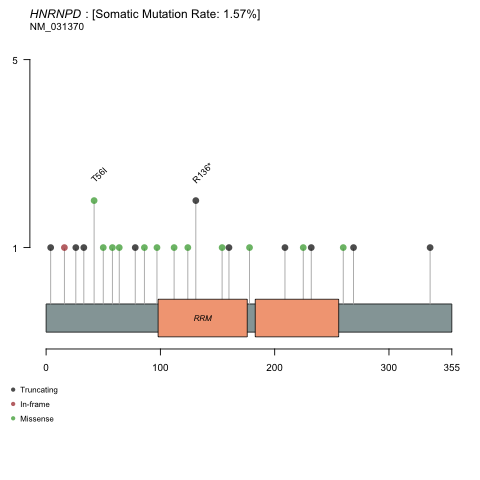 HNRNPD : [Somatic Mutation Rate: 1.57%]
NM_031370
5
T56I
R136*
1
RRM
0 100 200 300 355
Truncating
In-frame
Missense